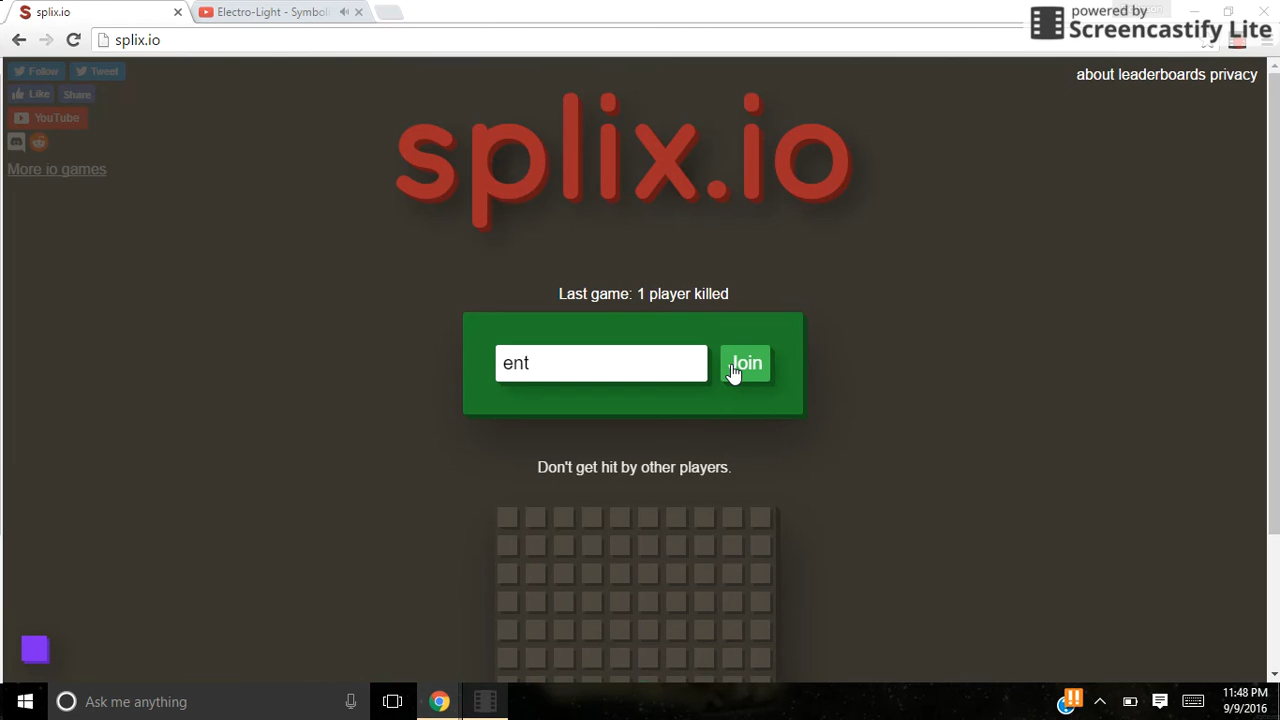 splix.io
Electro-Light - Symboli
powered by
Screencastify Lite
splix.io
Follow
Tweet
Like
Share
YouTube
More io games
about leaderboards privacy
splix.io
Last game: 1 player killed
ent
Join
Don't get hit by other players.
Ask me anything
11:48 PM
9/9/2016